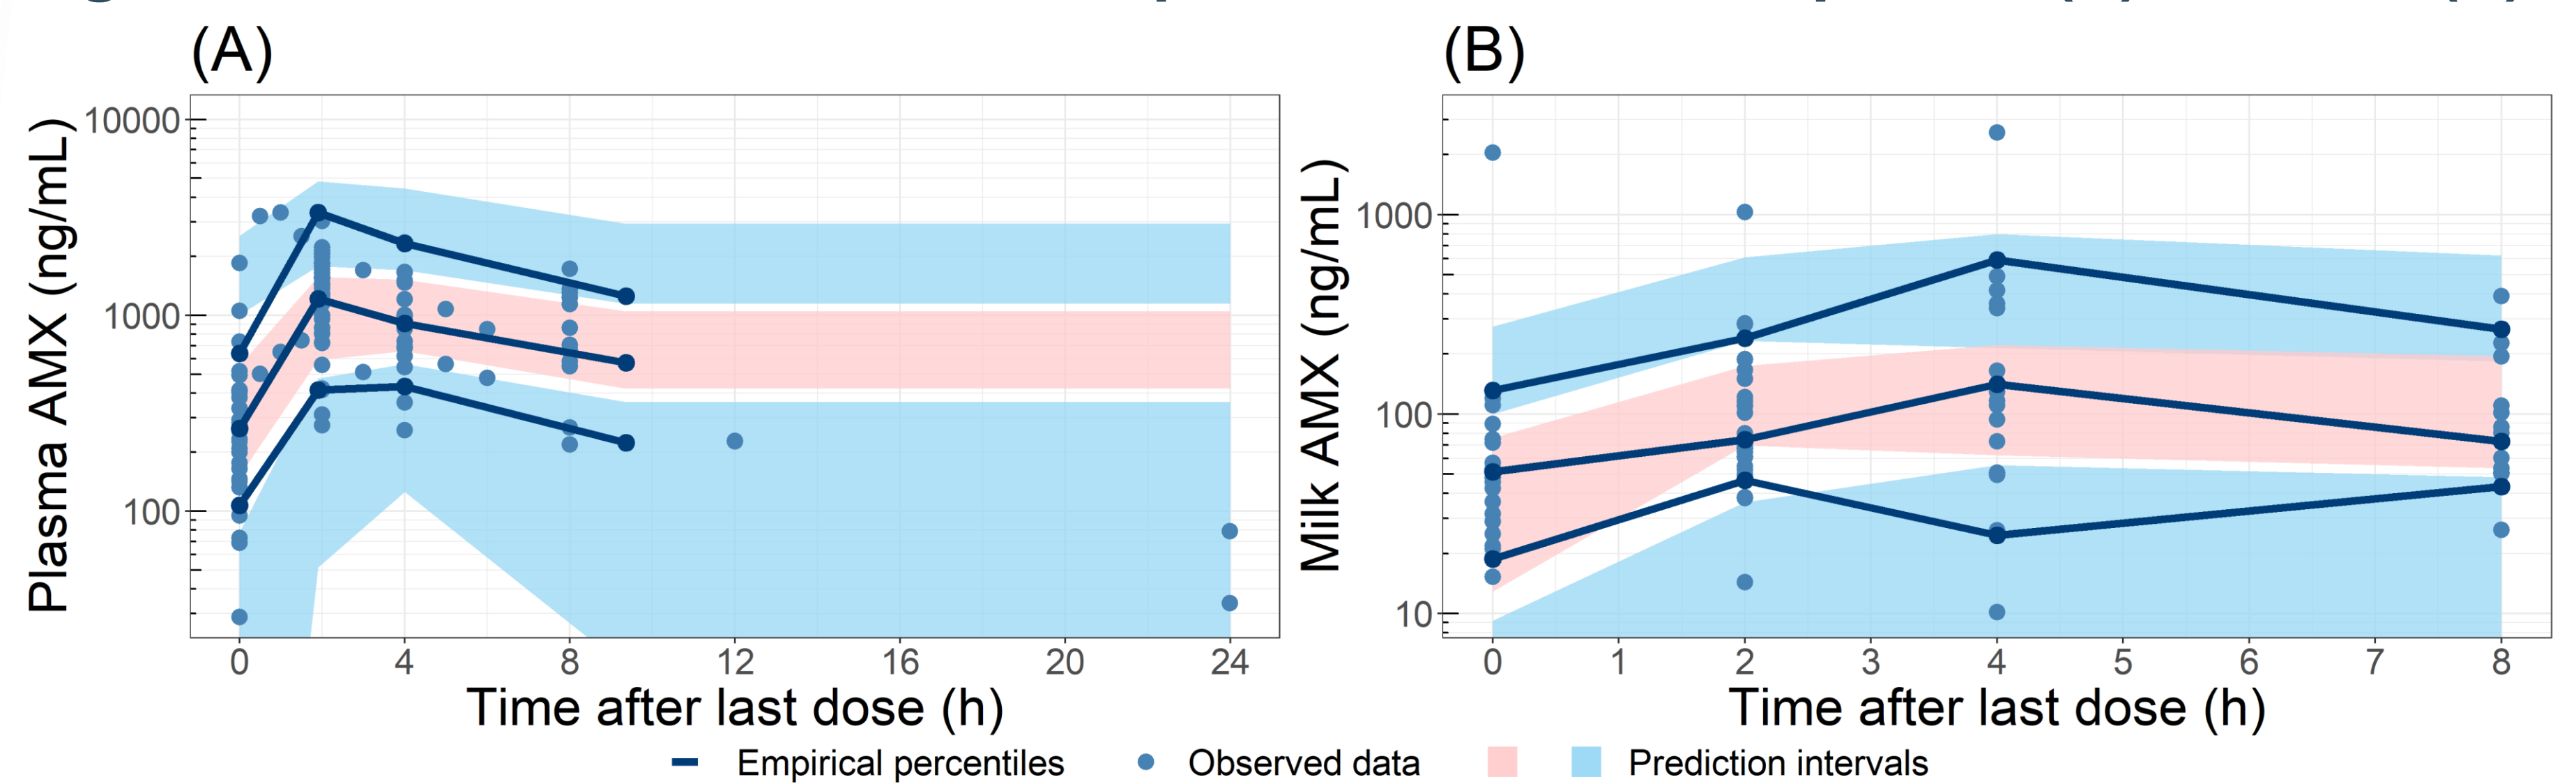 (A)
(B)
Plasma AMX (ng/mL)
10000
1000
100
0 4 8 12 16 20 24
Time after last dose (h)
Milk AMX (ng/mL)
1000
100
10
0 1 2 3 4 5 6 7 8
Time after last dose (h)
Empirical percentiles Observed data Prediction intervals